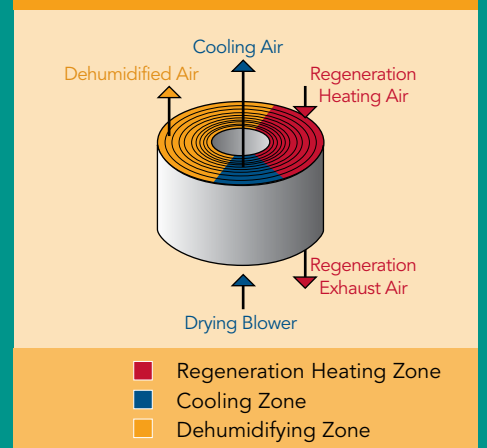 Cooling Air
Dehumidified Air
Regeneration
Heating Air
Regeneration
Exhaust Air
Drying Blower
Regeneration Heating Zone
Cooling Zone
Dehumidifying Zone